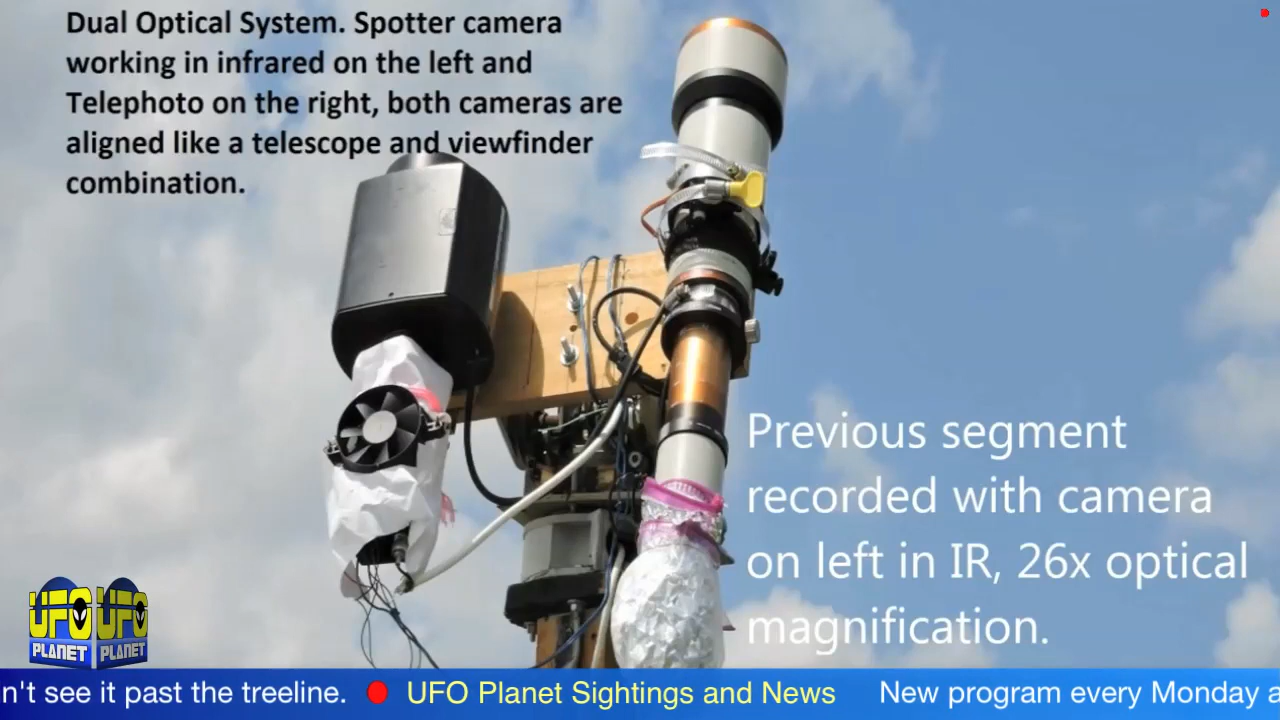 Dual Optical System. Spotter camera
working in infrared on the left and
Telephoto on the right, both cameras are
aligned like a telescope and viewfinder
combination.
Previous segment
recorded with camera
on left in IR, 26x optical
magnification.
UFO UFO
PLANET PLANET
n't see it past the treeline. UFO Planet Sightings and News New program every Monday a